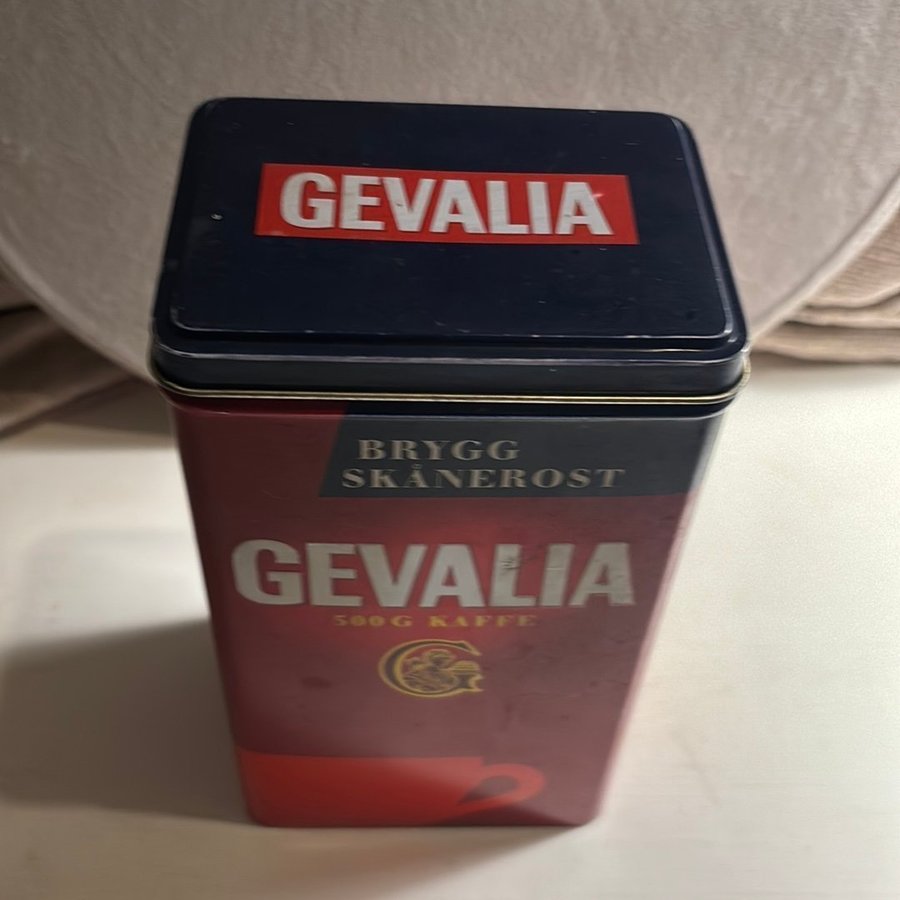 GEVALIA
BRYGG
SKÅNEROST
GEVALIA
500G KAFFE
G